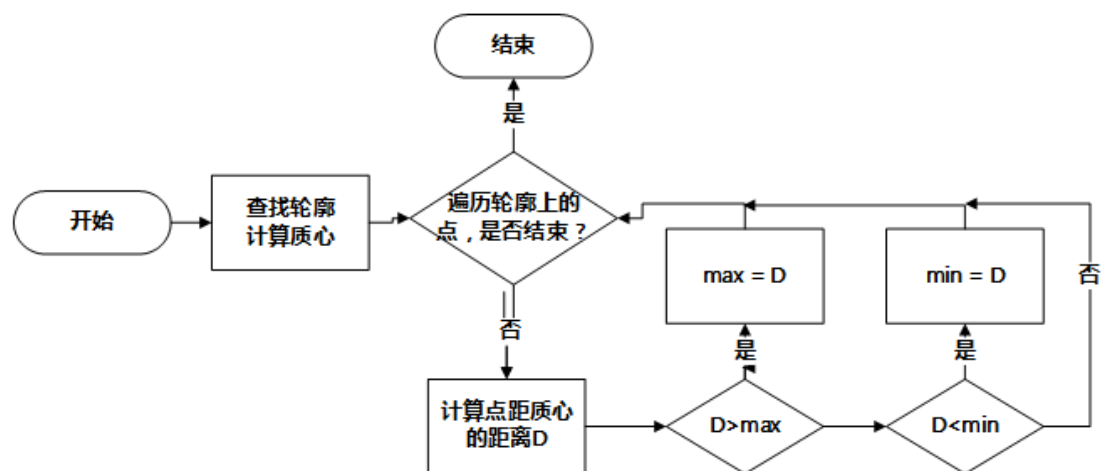 结束
是
开始
查找轮廓
计算质心
遍历轮廓上的
点，是否结束？
max = D
min = D
否
否
是
是
计算点距质心
的距离D
D>max
D<min